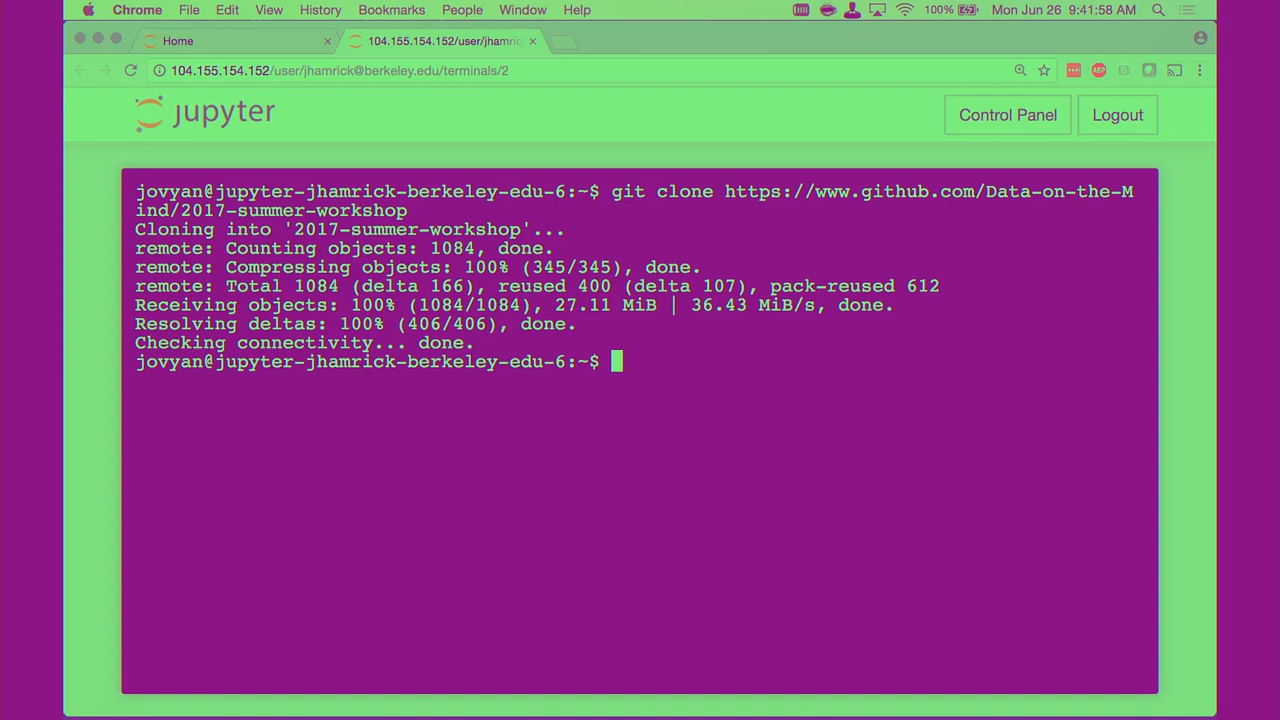 Chrome File Edit View History Bookmarks People Window Help 100% Mon Jun 26 9:41:58 AM
Home 104.155.154.152/user/jhamric
104.155.154.152/user/jhamrick@berkeley.edu/terminals/2
ABP
jupyter Control Panel Logout
jovyan@jupyter-jhamrick-berkeley-edu-6:~$ git clone https://www.github.com/Data-on-the-M
ind/2017-summer-workshop
Cloning into '2017-summer-workshop'...
remote: Counting objects: 1084, done.
remote: Compressing objects: 100% (345/345), done.
remote: Total 1084 (delta 166), reused 400 (delta 107), pack-reused 612
Receiving objects: 100% (1084/1084), 27.11 MiB | 36.43 MiB/s, done.
Resolving deltas: 100% (406/406), done.
Checking connectivity... done.
jovyan@jupyter-jhamrick-berkeley-edu-6:~$